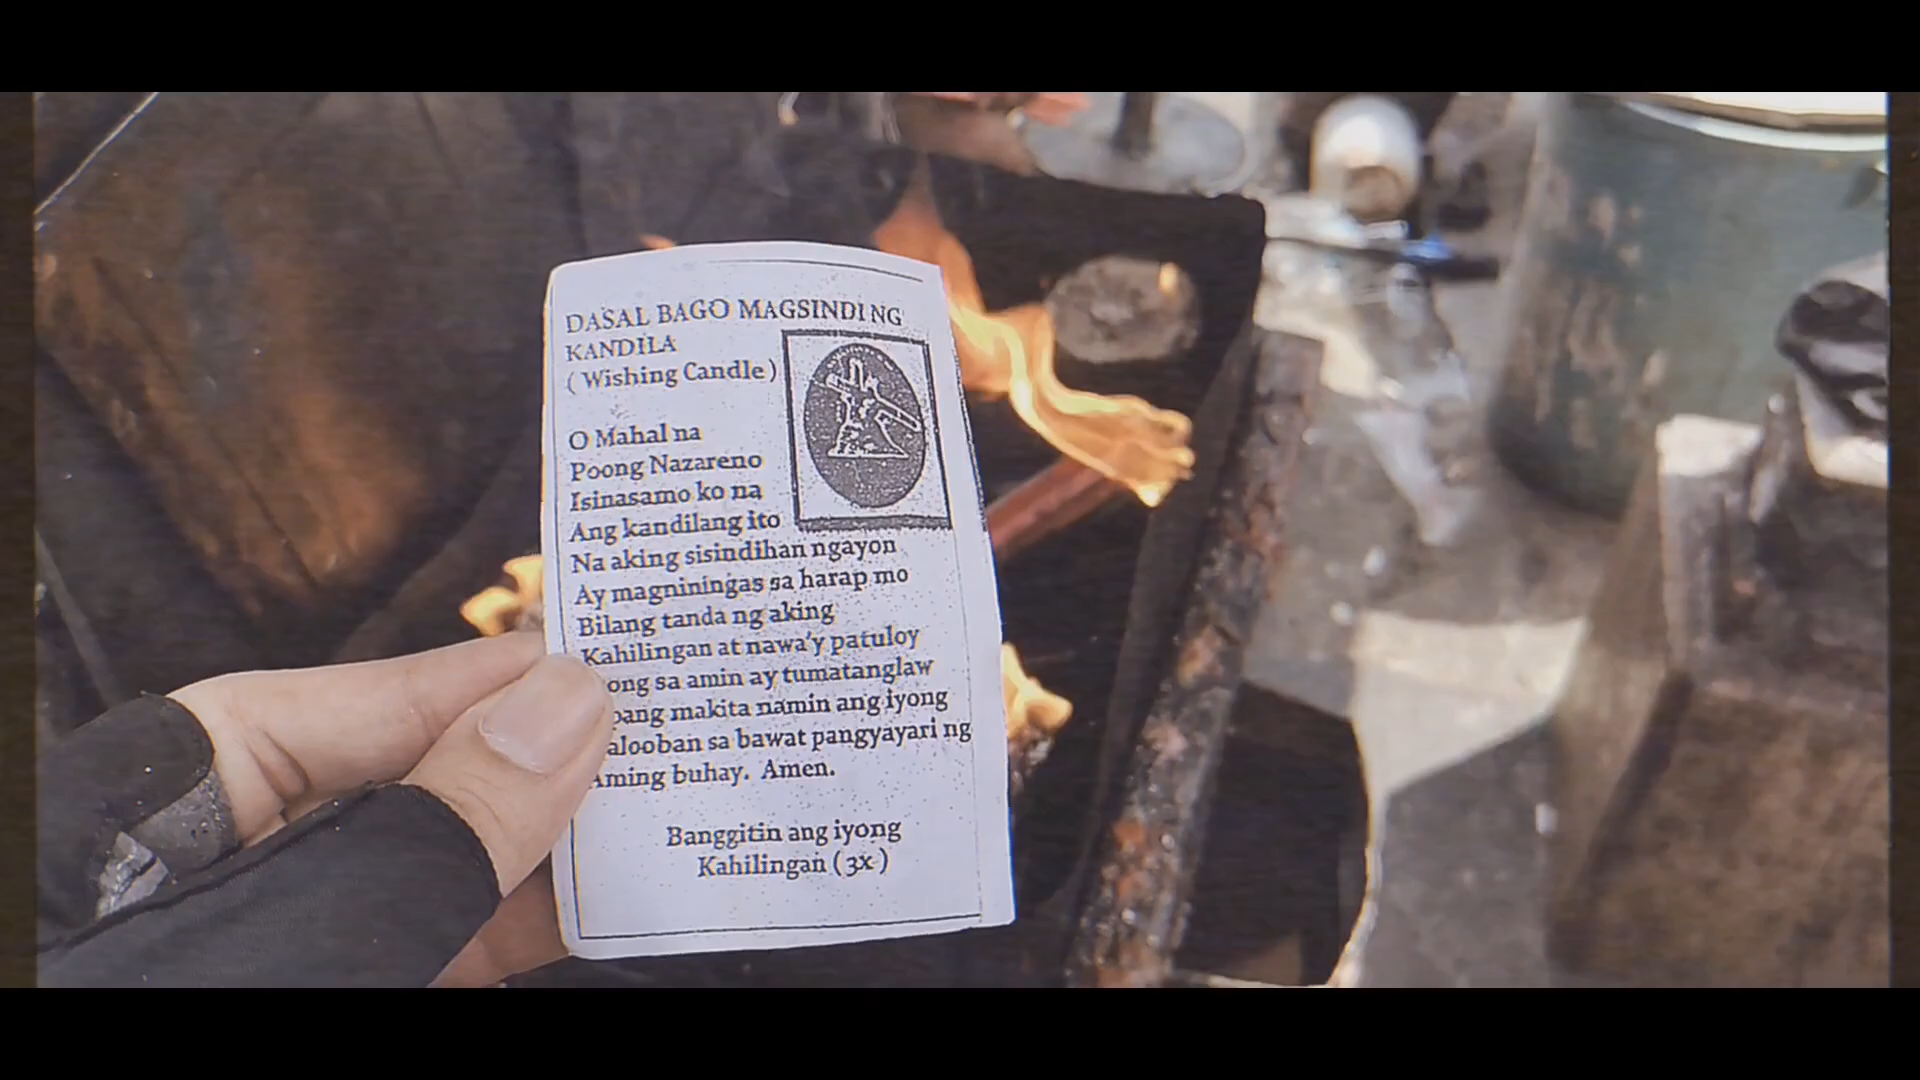 DASAL BAGO MAGSINDI NG
KANDILA
( Wishing Candle )
O Mahal na
Poong Nazareno
Isinasamo ko na
Ang kandilang ito
Na aking sisindihan ngayon
Ay magniningas sa harap mo
Bilang tanda ng aking
Kahilingan at nawa'y patuloy
sa amin ay tumatanglaw
makita namin ang iyong
sa bawat pangyayari ng
Aming buhay. Amen.
Banggitin ang iyong
Kahilingan ( 3x )